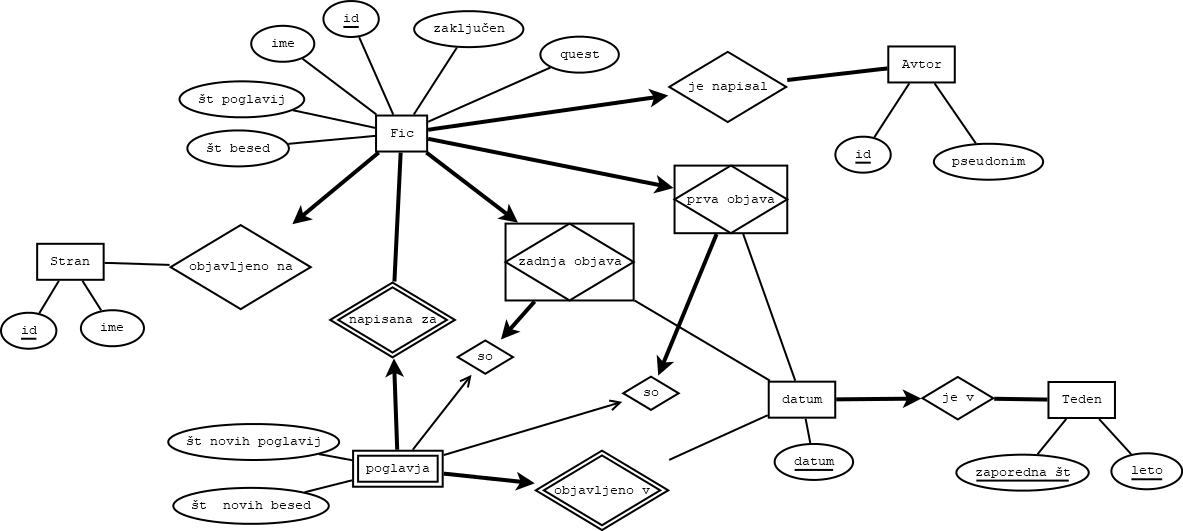 id
zaključen
ime
quest
Avtor
je napisal
št poglavij
Fic
št besed
id
pseudonim
prva objava
Stran
objavljeno na
zadnja objava
id
ime
napisana za
so
so
datum
je v
Teden
št novih poglavij
poglavja
datum
zaporedna št
leto
objavljeno v
št  novih besed